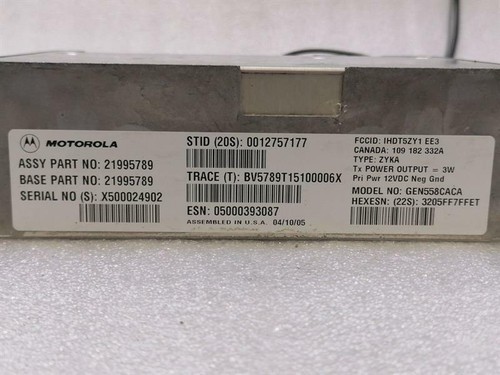 MOTOROLA
ASSY PART NO: 21995789
BASE PART NO: 21995789
SERIAL NO (S): X500024902
STID (20S): 0012757177
TRACE (T): BV5789T15100006X
ESN: 05000393087
ASSEMBLED IN U.S.A. 04/10/05
FCCID: IHDT5ZY1 EE3
CANADA: 109 182 332A
TYPE: ZYKA
Tx POWER OUTPUT = 3W
Pri Pwr 12VDC Neg Gnd
MODEL NO: GEN558CACA
HEXESN: (22S): 3205FF7FFET